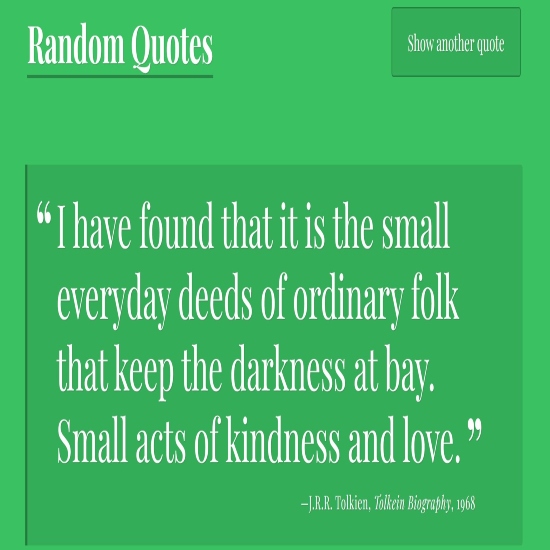 Random Quotes
Show another quote
“I have found that it is the small
everyday deeds of ordinary folk
that keep the darkness at bay.
Small acts of kindness and love.”
–J.R.R. Tolkien, Tolkein Biography, 1968